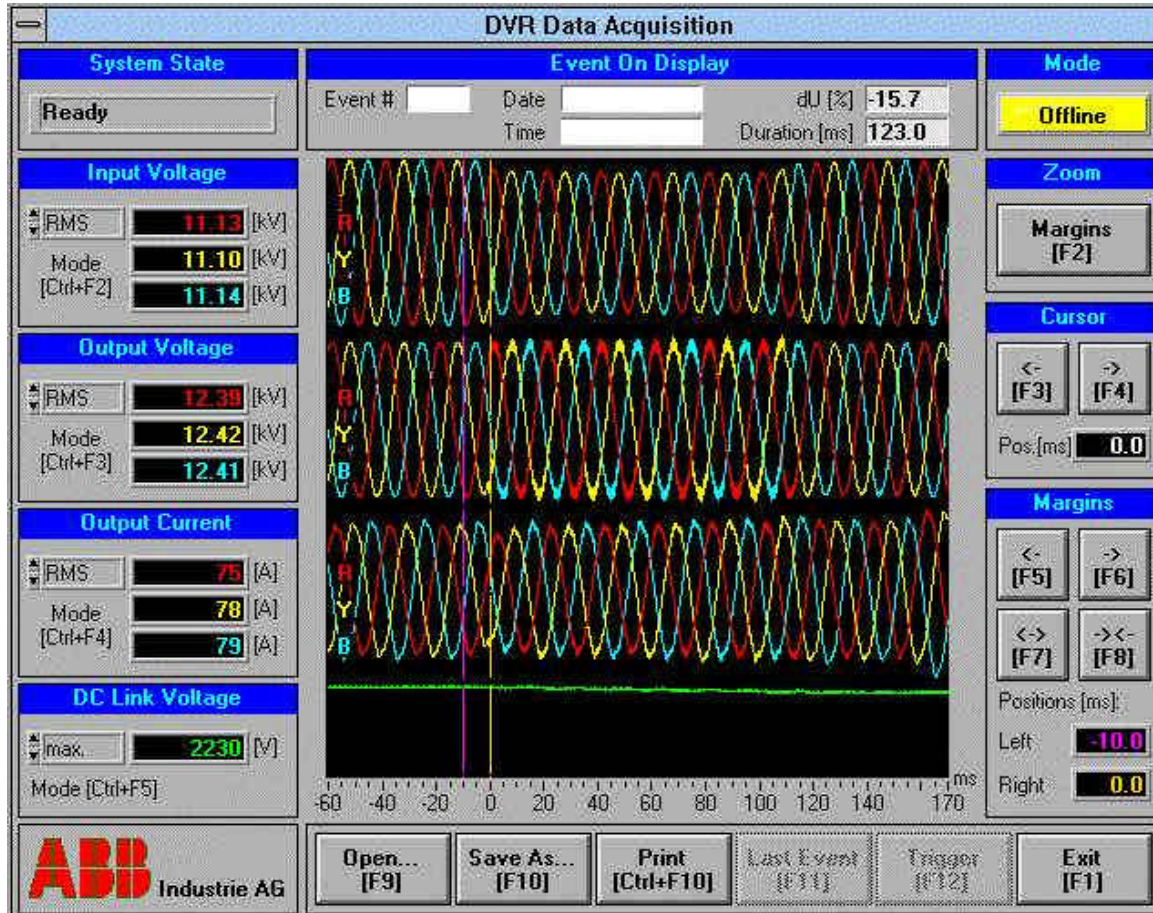 DVR Data Acquisition
System State
Ready
Event On Display
Event #
Date
dU [%] -15.7
Time
Duration [ms] 123.0
Mode
Offline
Input Voltage
RMS 11.13 [kV]
Mode 11.10 [kV]
[Ctrl+F2] 11.14 [kV]
Output Voltage
RMS 12.39 [kV]
Mode 12.42 [kV]
[Ctrl+F3] 12.41 [kV]
Output Current
RMS 75 [A]
Mode 78 [A]
[Ctrl+F4] 79 [A]
DC Link Voltage
max. 2230 [V]
Mode [Ctrl+F5]
R
Y
B
R
Y
B
R
Y
B
-60 -40 -20 0 20 40 60 80 100 120 140 170 ms
Zoom
Margins
[F2]
Cursor
<- ->
[F3] [F4]
Pos.[ms] 0.0
Margins
<- ->
[F5] [F6]
<-> -><-
[F7] [F8]
Positions [ms]:
Left -10.0
Right 0.0
ABB Industrie AG
Open...
[F9]
Save As...
[F10]
Print
[Ctrl+F10]
Last Event
[F11]
Trigger
[F12]
Exit
[F1]